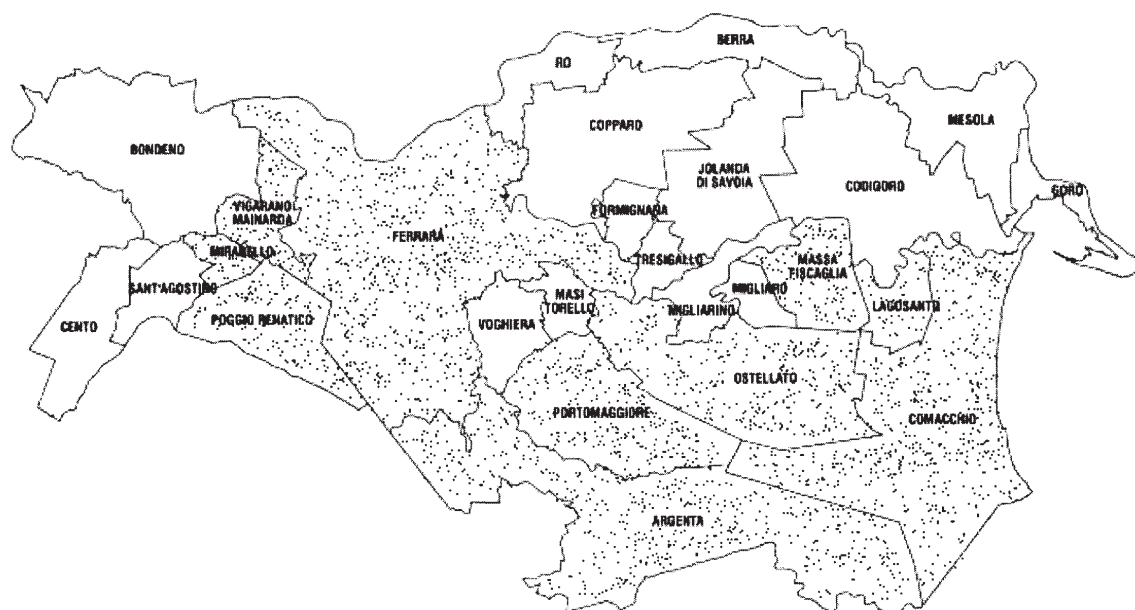 BERRA
RO
MESOLA
COPPARO
BONDENO
JOLANDA
DI SAVOIA
CODIGORO
GORO
VIGARANO
MAINARDA
FORMIGNANA
FERRARA
MIRABELLO
TRESIGALLO
MASSA
FISCAGLIA
SANT'AGOSTINO
MASI
TORELLO
MIGLIARO
LAGOSANTO
CENTO
POGGIO RENATICO
VOGHIERA
MIGLIARINO
OSTELLATO
PORTOMAGGIORE
COMACCHIO
ARGENTA